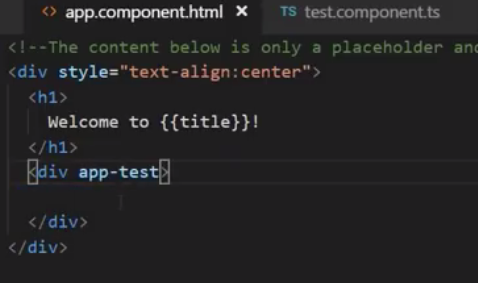 <> app.component.html × TS test.component.ts
<!--The content below is only a placeholder and
<div style="text-align:center">
<h1>
Welcome to {{title}}!
</h1>
<div app-test>
</div>
</div>